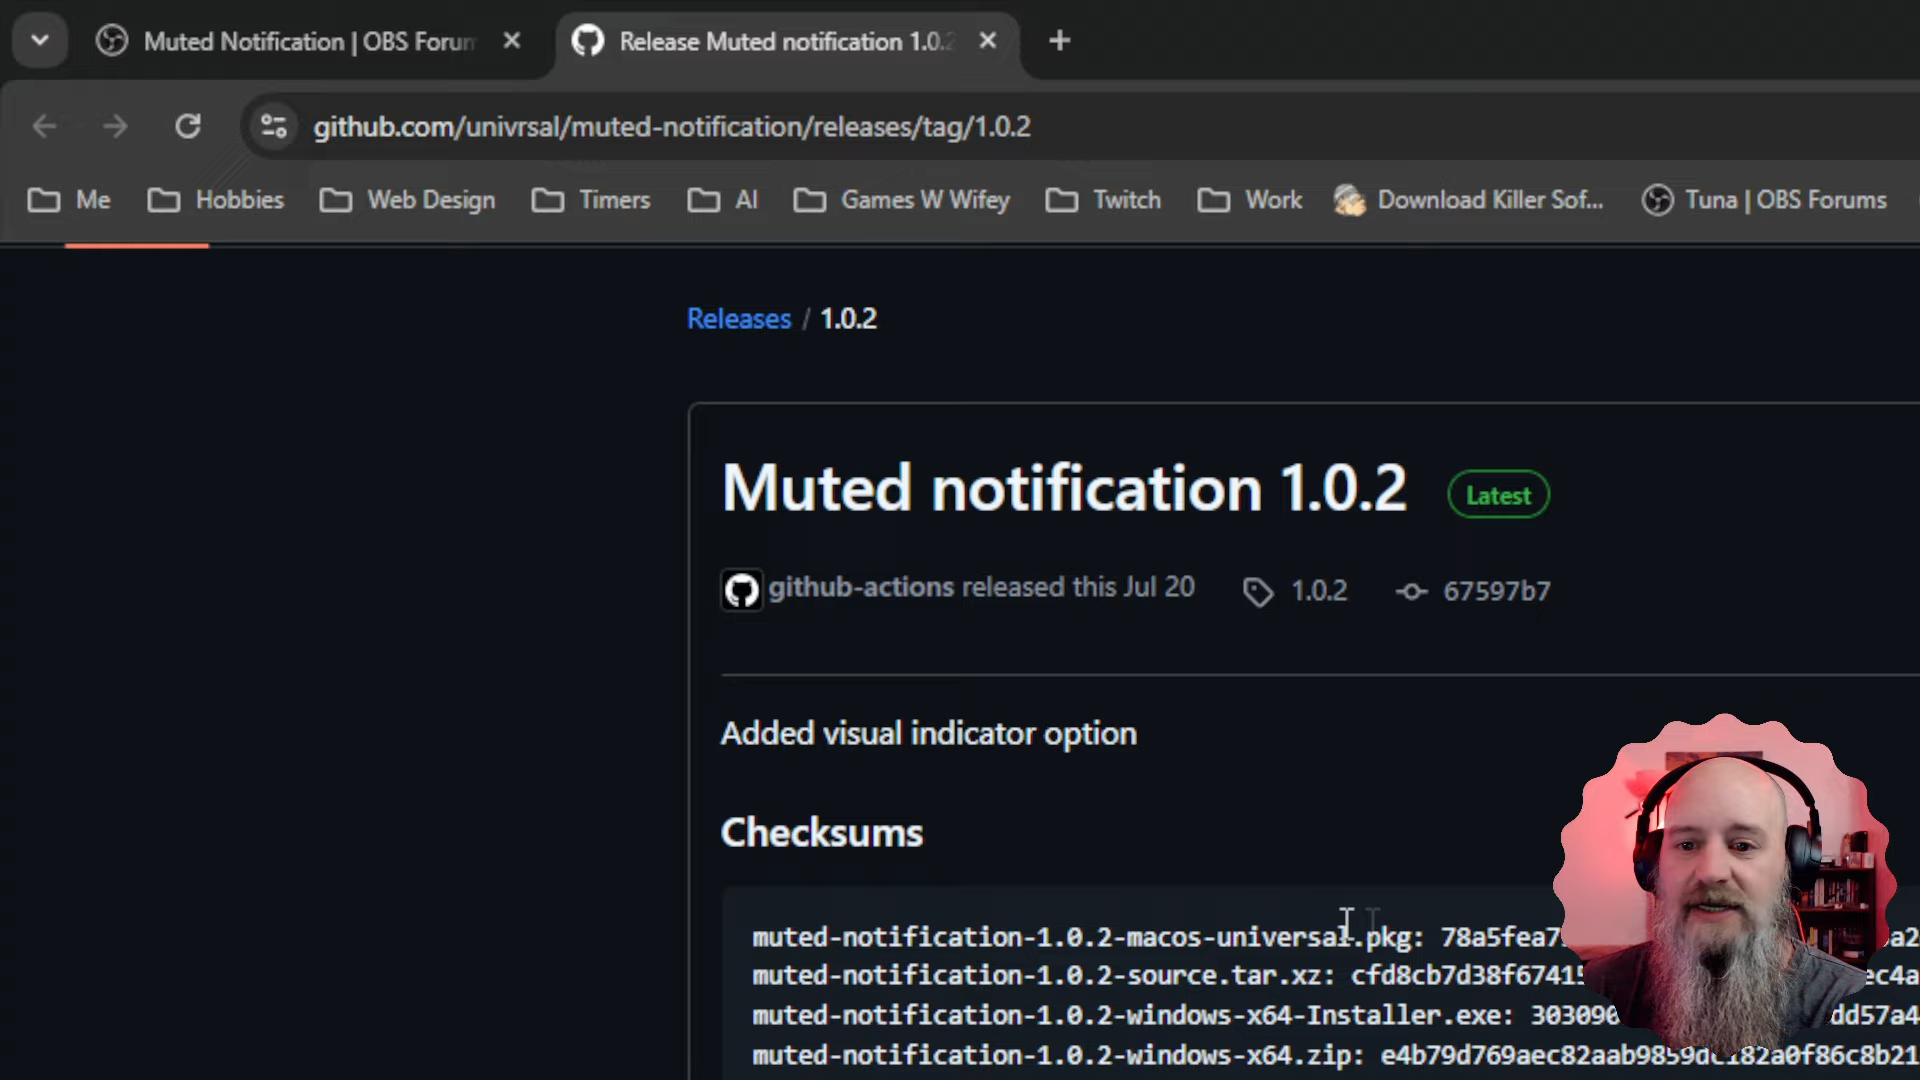 Muted Notification | OBS Forum
Release Muted notification 1.0.2
github.com/univrsal/muted-notification/releases/tag/1.0.2
Me Hobbies Web Design Timers AI Games W Wifey Twitch Work Download Killer Sof... Tuna | OBS Forums
Releases / 1.0.2
Muted notification 1.0.2 Latest
github-actions released this Jul 20 1.0.2 67597b7
Added visual indicator option
Checksums
muted-notification-1.0.2-macos-universal.pkg: 78a5fea7
muted-notification-1.0.2-source.tar.xz: cfd8cb7d38f67415 ec4a
muted-notification-1.0.2-windows-x64-Installer.exe: 303090 dd57a4
muted-notification-1.0.2-windows-x64.zip: